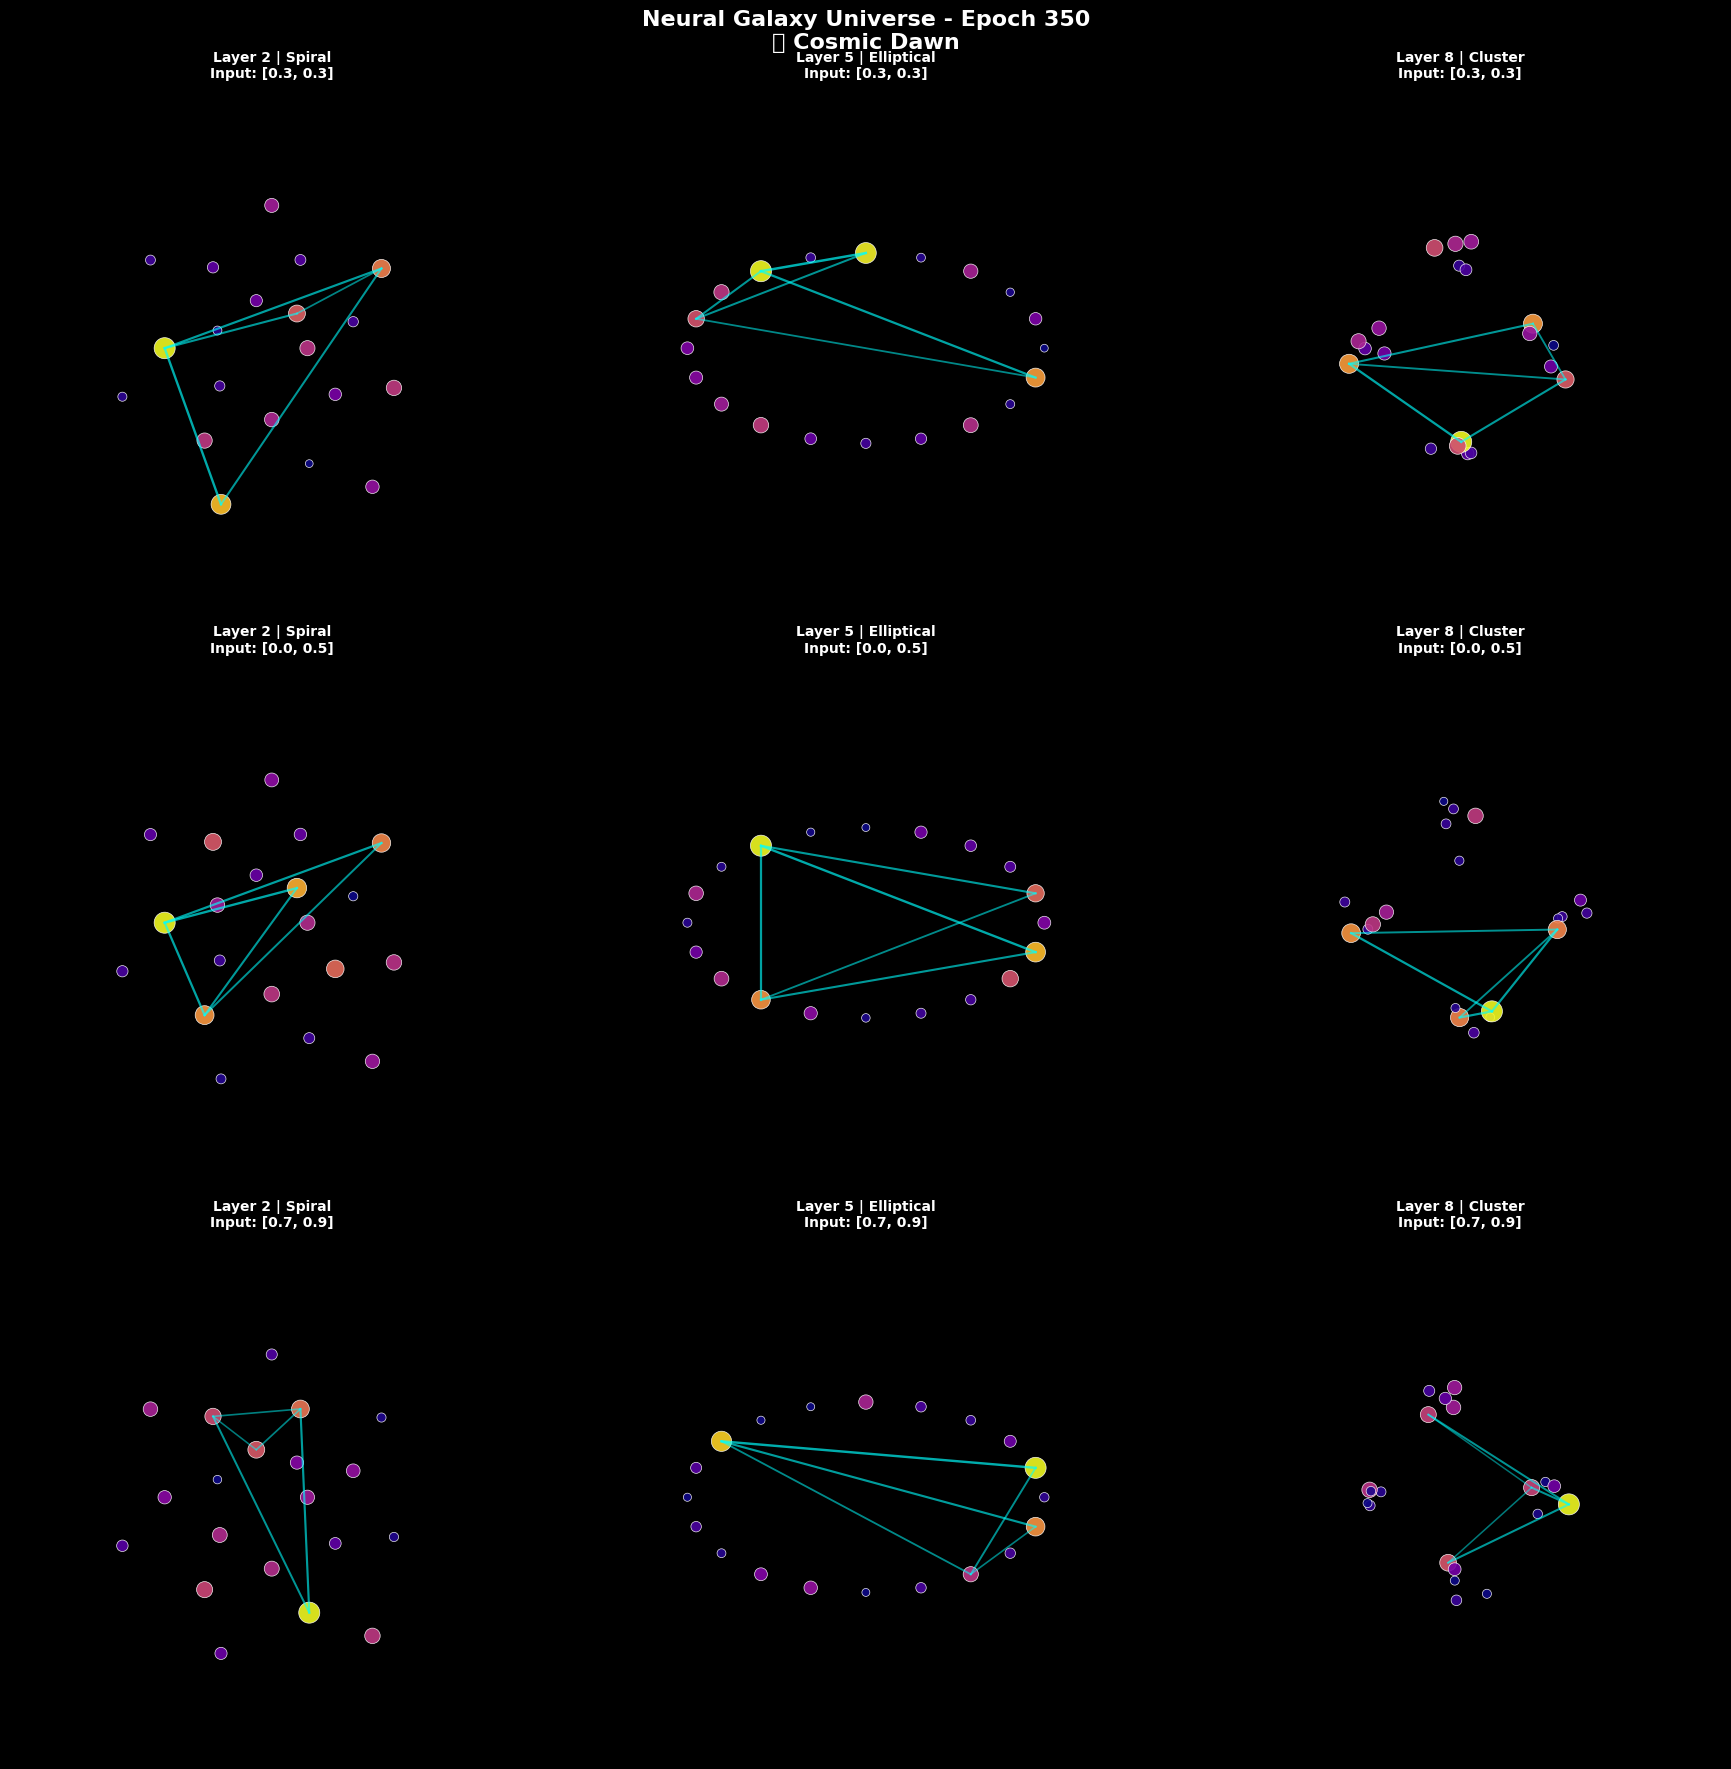 Neural Galaxy Universe - Epoch 350
▯ Cosmic Dawn
Layer 2 | Spiral
Input: [0.3, 0.3]
Layer 5 | Elliptical
Input: [0.3, 0.3]
Layer 8 | Cluster
Input: [0.3, 0.3]
Layer 2 | Spiral
Input: [0.0, 0.5]
Layer 5 | Elliptical
Input: [0.0, 0.5]
Layer 8 | Cluster
Input: [0.0, 0.5]
Layer 2 | Spiral
Input: [0.7, 0.9]
Layer 5 | Elliptical
Input: [0.7, 0.9]
Layer 8 | Cluster
Input: [0.7, 0.9]